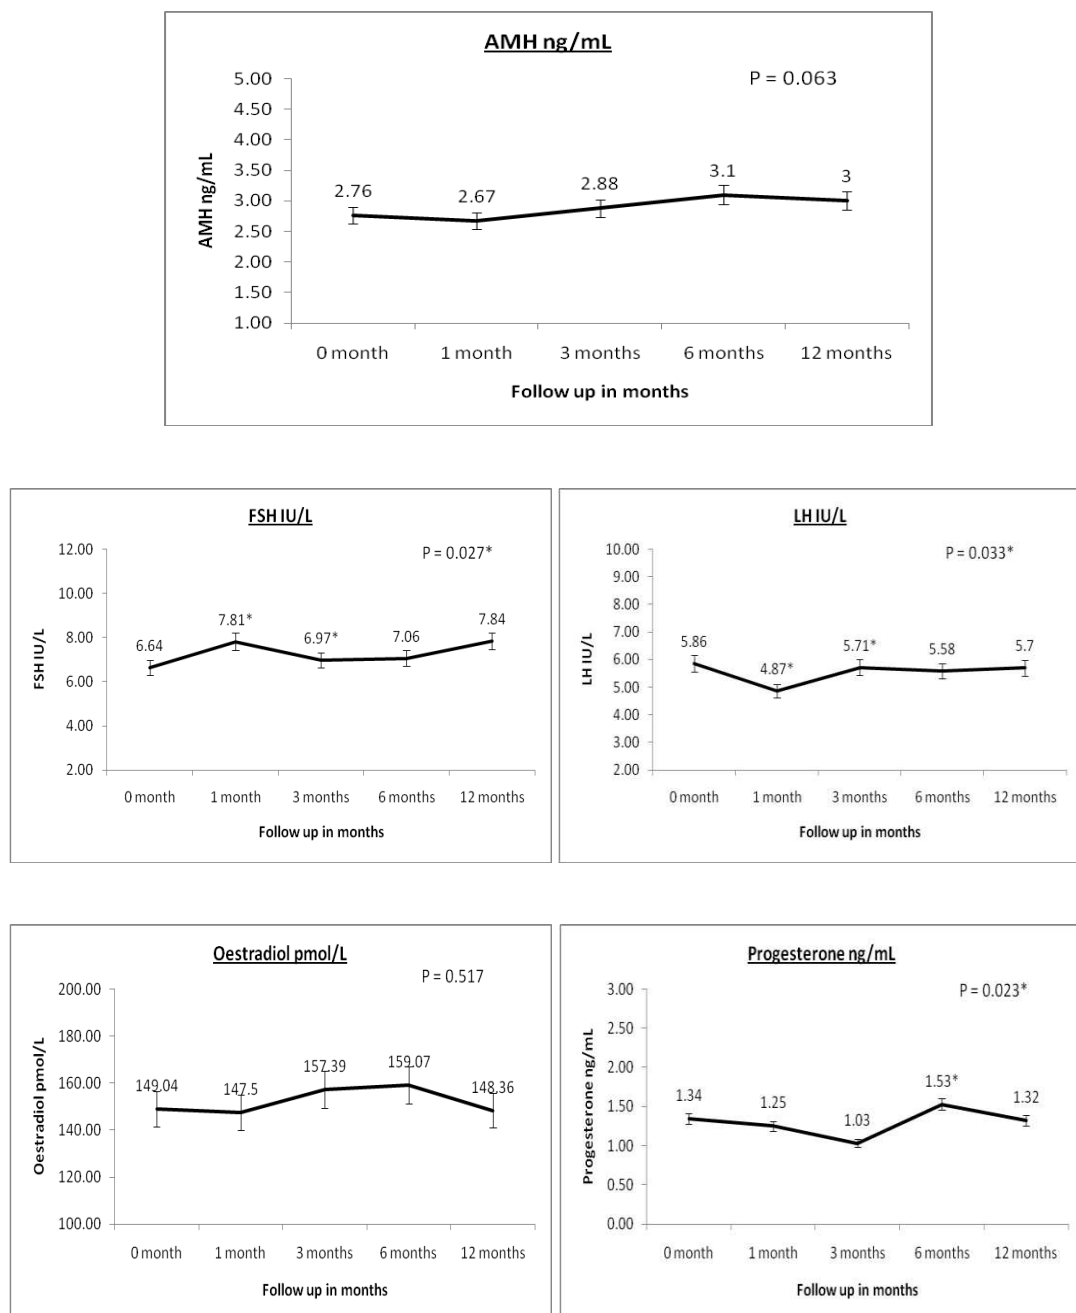 AMH ng/mL
P = 0.063
AMH ng/mL
5.00
4.50
4.00
3.50
3.00
2.50
2.00
1.50
1.00
2.76
2.67
2.88
3.1
3
0 month
1 month
3 months
6 months
12 months
Follow up in months
FSH IU/L
P = 0.027*
FSH IU/L
12.00
10.00
8.00
6.00
4.00
2.00
6.64
7.81*
6.97*
7.06
7.84
0 month
1 month
3 months
6 months
12 months
Follow up in months
LH IU/L
P = 0.033*
LH IU/L
10.00
9.00
8.00
7.00
6.00
5.00
4.00
3.00
2.00
5.86
4.87*
5.71*
5.58
5.7
0 month
1 month
3 months
6 months
12 months
Follow up in months
Oestradiol pmol/L
P = 0.517
Oestradiol pmol/L
200.00
180.00
160.00
140.00
120.00
100.00
149.04
147.5
157.39
159.07
148.36
0 month
1 month
3 months
6 months
12 months
Follow up in months
Progesterone ng/mL
P = 0.023*
Progesterone ng/mL
3.00
2.50
2.00
1.50
1.00
0.50
0.00
1.34
1.25
1.03
1.53*
1.32
0 month
1 month
3 months
6 months
12 months
Follow up in months